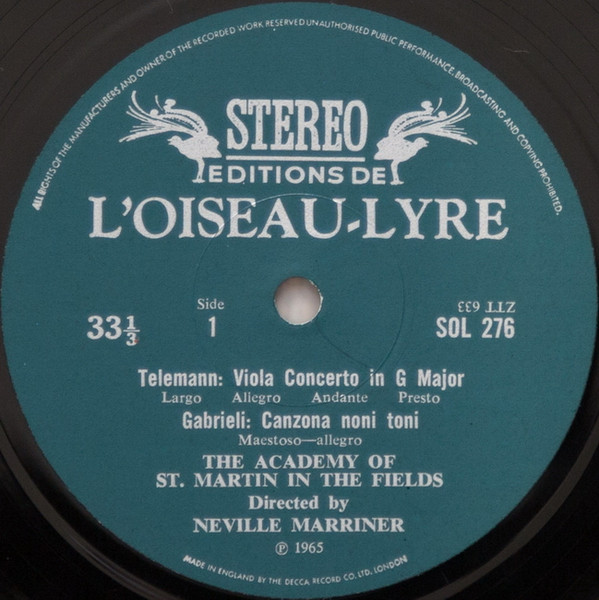 ALL RIGHTS OF THE MANUFACTURERS AND OWNER OF THE RECORDED WORK RESERVED UNAUTHORISED PUBLIC PERFORMANCE, BROADCASTING AND COPYING PROHIBITED.
STEREO
EDITIONS DE
L'OISEAU-LYRE
33⅓
Side
1
ZTT 633
SOL 276
Telemann: Viola Concerto in G Major
Largo Allegro Andante Presto
Gabrieli: Canzona noni toni
Maestoso—allegro
THE ACADEMY OF
ST. MARTIN IN THE FIELDS
Directed by
NEVILLE MARRINER
℗ 1965
MADE IN ENGLAND BY THE DECCA RECORD CO. LTD., LONDON